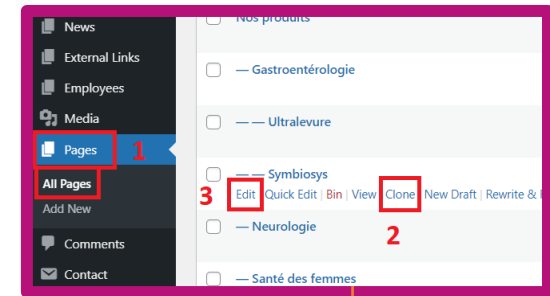 News
External Links
Employees
Media
Pages 1
All Pages
Add New
Comments
Contact
Nos produits
— Gastroentérologie
— — Ultralevure
— — Symbiosys
3 Edit | Quick Edit | Bin | View | Clone | New Draft | Rewrite &
2
— Neurologie
— Santé des femmes